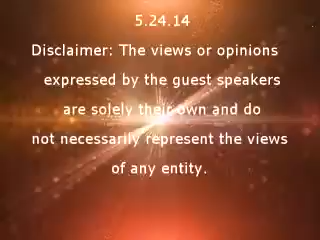 5.24.14
Disclaimer: The views or opinions
expressed by the guest speakers
are solely their own and do
not necessarily represent the views
of any entity.